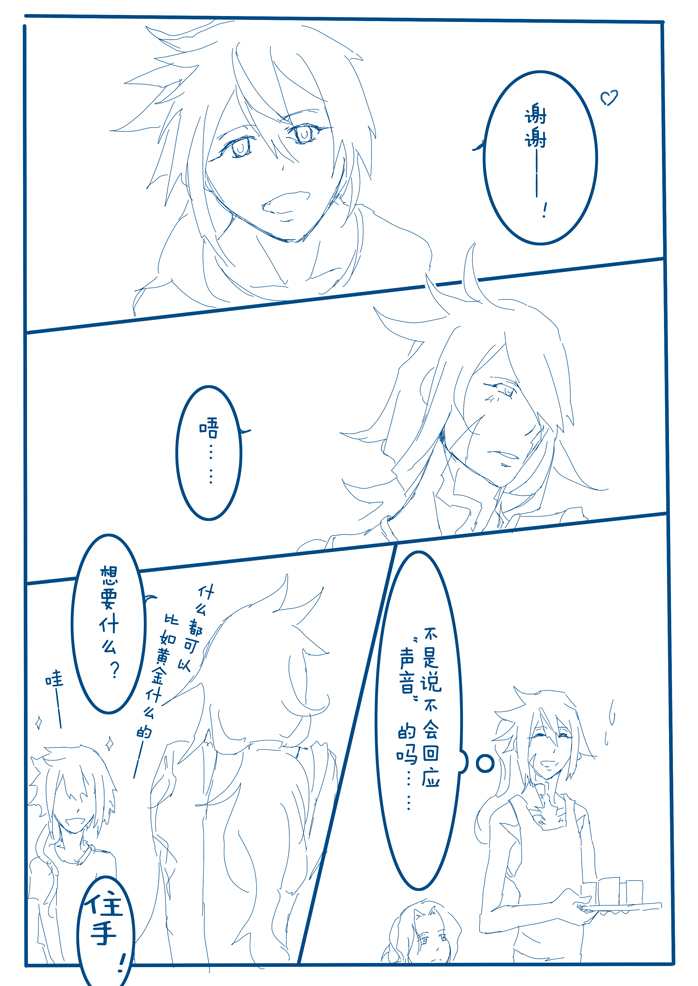 谢谢——！
唔……
想要什么？
什么都可以
比如黄金什么的——
哇——
住手！
不是说不会回应
“声音”的吗……